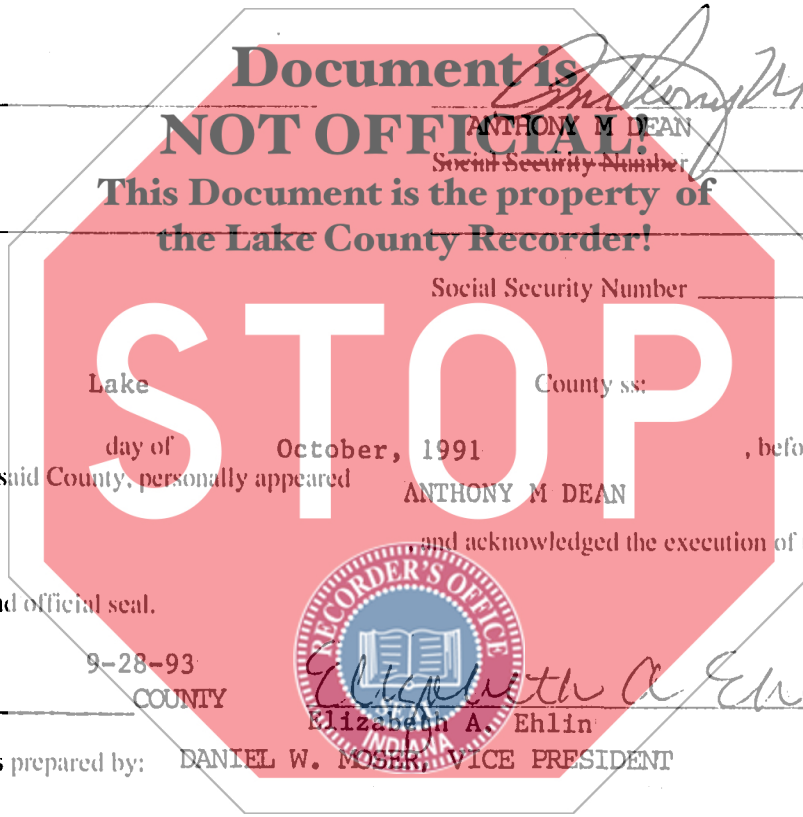 Document is
NOT OFFICIAL!
ANTHONY M DEAN
Social Security Number
This Document is the property of
the Lake County Recorder!
Social Security Number
STOP
Lake County ss:
day of October, 1991 , befo
said County, personally appeared
ANTHONY M DEAN
, and acknowledged the execution of
d official seal.
RECORDER'S OFFICE
9-28-93
Elizabeth A Eh
COUNTY
Elizabeth A. Ehlin
INDIANA
s prepared by: DANIEL W. MOSER, VICE PRESIDENT